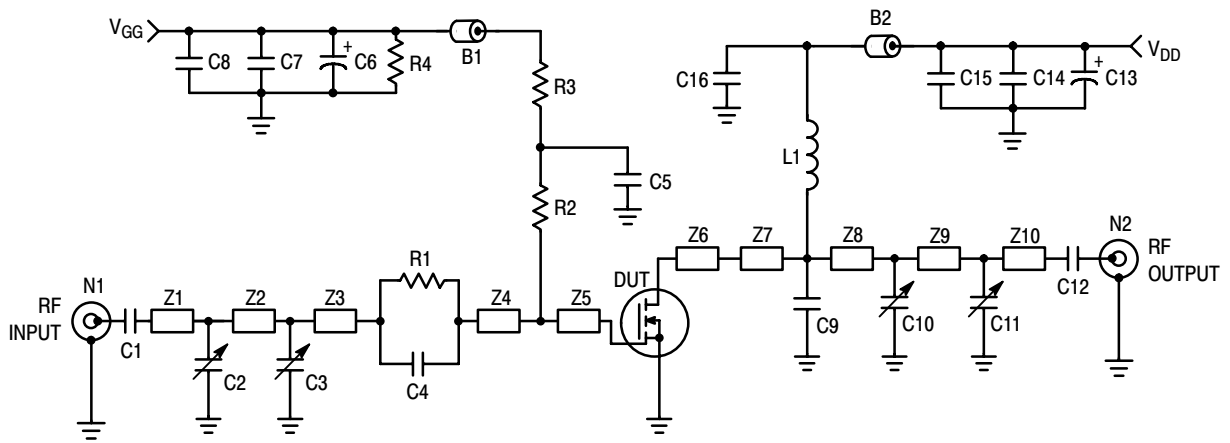 VGG
C8
C7
+
C6
R4
B1
R3
C5
R2
B2
C16
C15
C14
+
C13
VDD
L1
N1
RF
INPUT
C1
Z1
Z2
Z3
C2
C3
R1
C4
Z4
Z5
DUT
Z6
Z7
Z8
Z9
Z10
C9
C10
C11
C12
N2
RF
OUTPUT